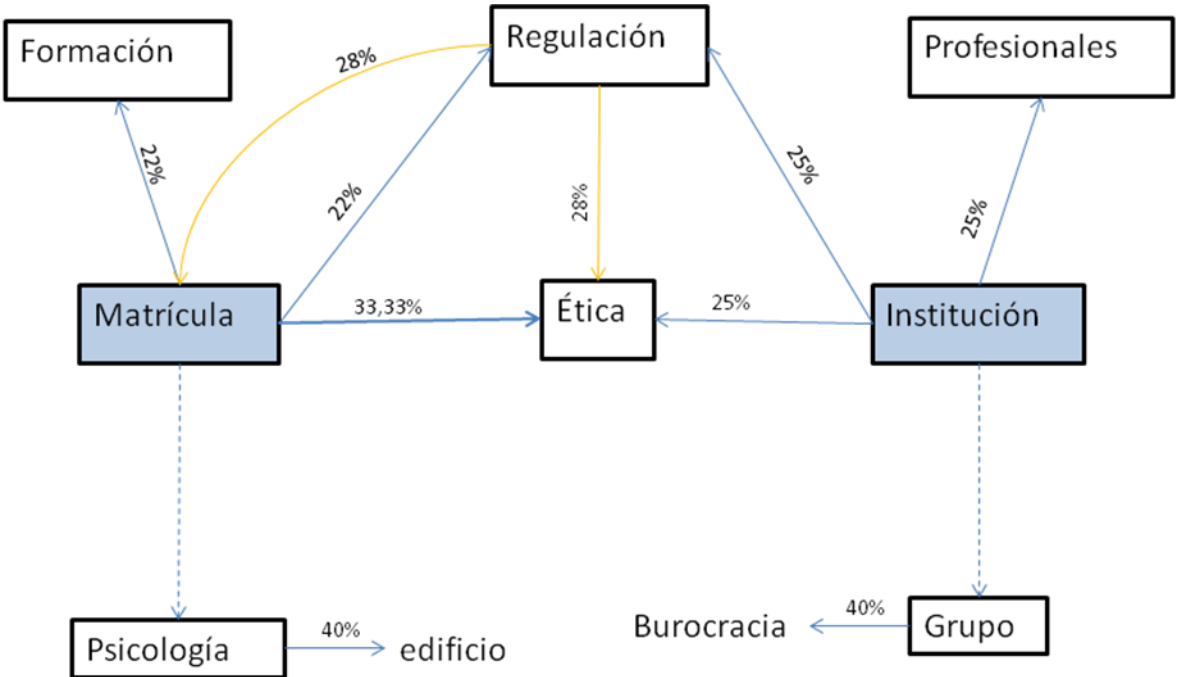 Formación
Regulación
Profesionales
28%
22%
22%
28%
25%
25%
Matrícula
33,33%
Ética
25%
Institución
Psicología
40%
edificio
Burocracia
40%
Grupo